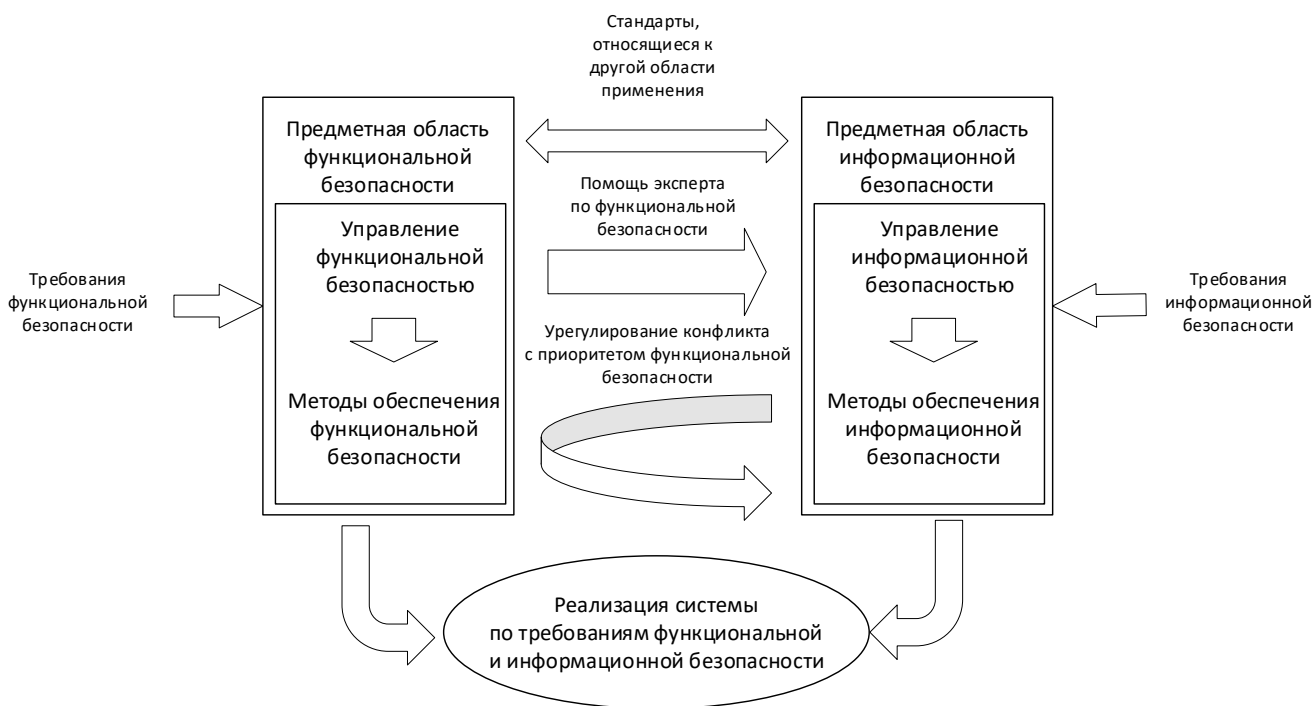 Стандарты,
относящиеся к
другой области
применения
Предметная область
функциональной
безопасности
Предметная область
информационной
безопасности
Помощь эксперта
по функциональной
безопасности
Управление
функциональной
безопасностью
Управление
информационной
безопасностью
Требования
функциональной
безопасности
Требования
информационной
безопасности
Урегулирование конфликта
с приоритетом функциональной
безопасности
Методы обеспечения
функциональной
безопасности
Методы обеспечения
информационной
безопасности
Реализация системы
по требованиям функциональной
и информационной безопасности